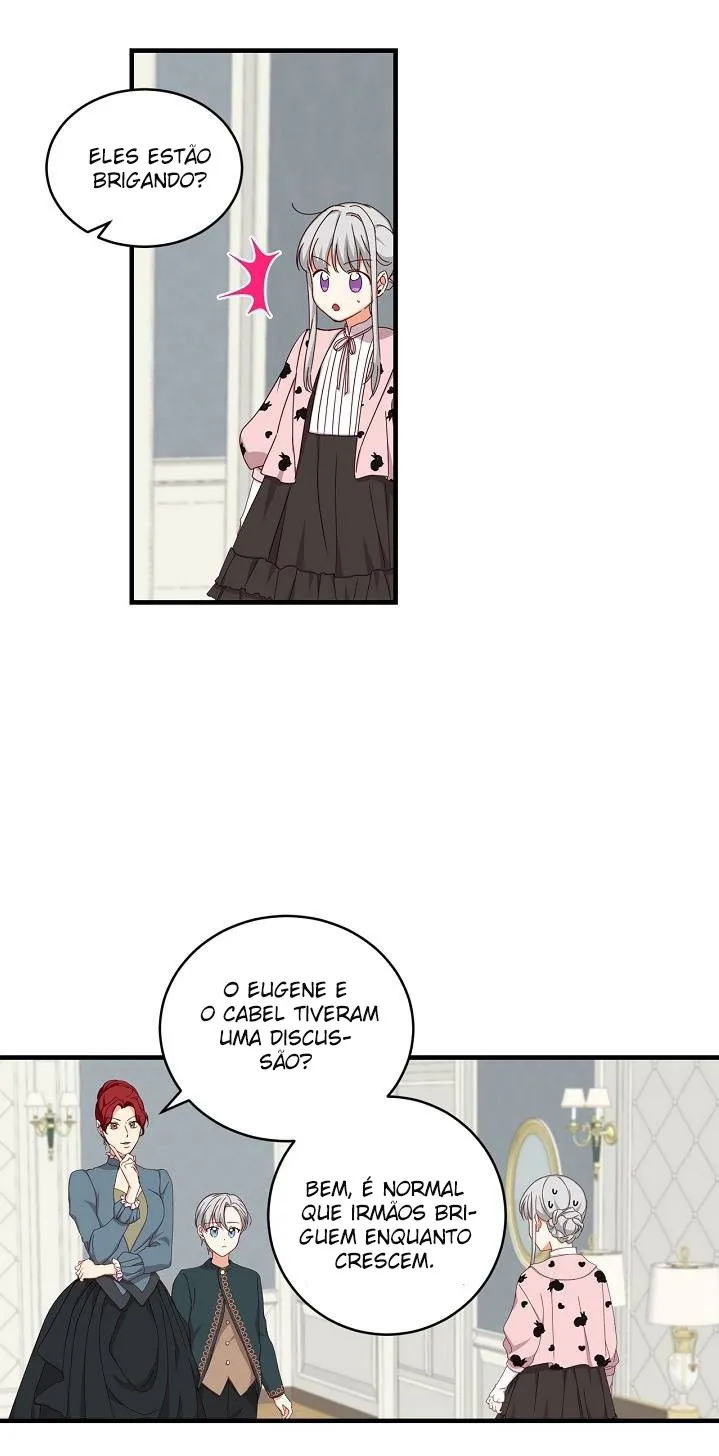 ELES ESTÃO
BRIGANDO?
O EUGENE E
O CABEL TIVERAM
UMA DISCUS-
SÃO?
BEM, É NORMAL
QUE IRMÃOS BRI-
GUEM ENQUANTO
CRESCEM.